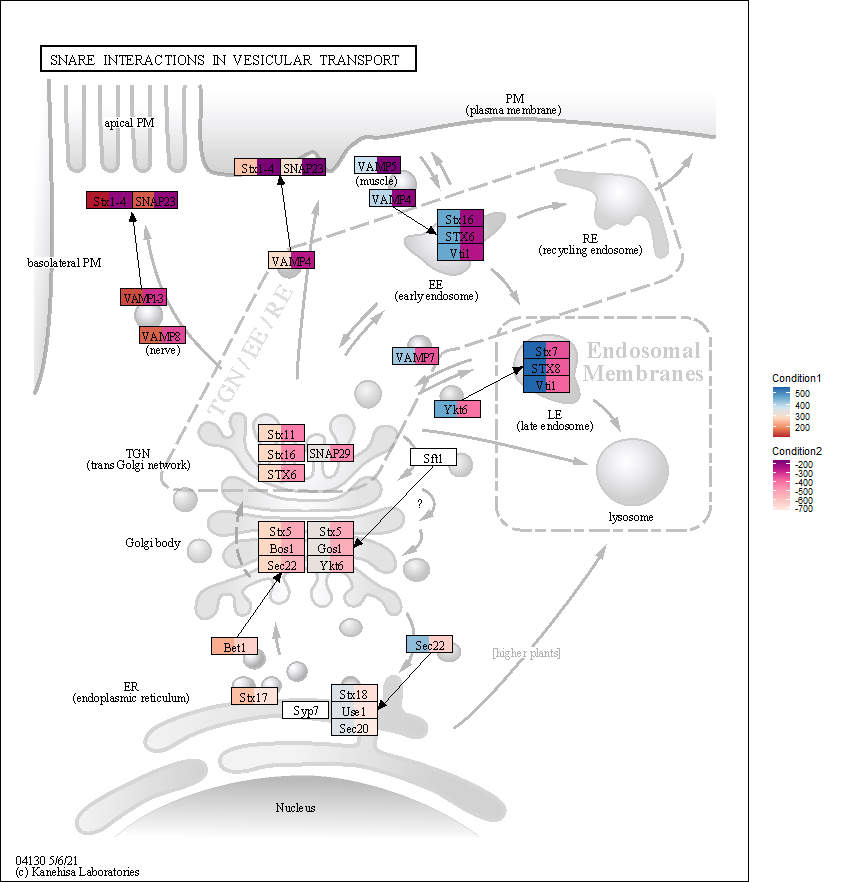 SNARE INTERACTIONS IN VESICULAR TRANSPORT
PM
(plasma membrane)
apical PM
Stx1-4 SNAP23
VAMP5
(muscle)
VAMP4
Stx1-4 SNAP23
Stx16
STX6
Vti1
RE
(recycling endosome)
basolateral PM
VAMP4
EE
(early endosome)
VAMP1-3
VAMP8
(nerve)
TGN/EE/RE
VAMP7
Stx7
STX8
Vti1
Endosomal
Membranes
Ykt6
LE
(late endosome)
Stx11
Stx16
SNAP29
STX6
TGN
(trans Golgi network)
Sft1
?
lysosome
Golgi body
Stx5
Bos1
Sec22
Stx5
Gos1
Ykt6
Bet1
Sec22
[higher plants]
ER
(endoplasmic reticulum)
Stx17
Syp7
Stx18
Use1
Sec20
Nucleus
04130 5/6/21
(c) Kanehisa Laboratories
Condition1
500
400
300
200
Condition2
-200
-300
-400
-500
-600
-700